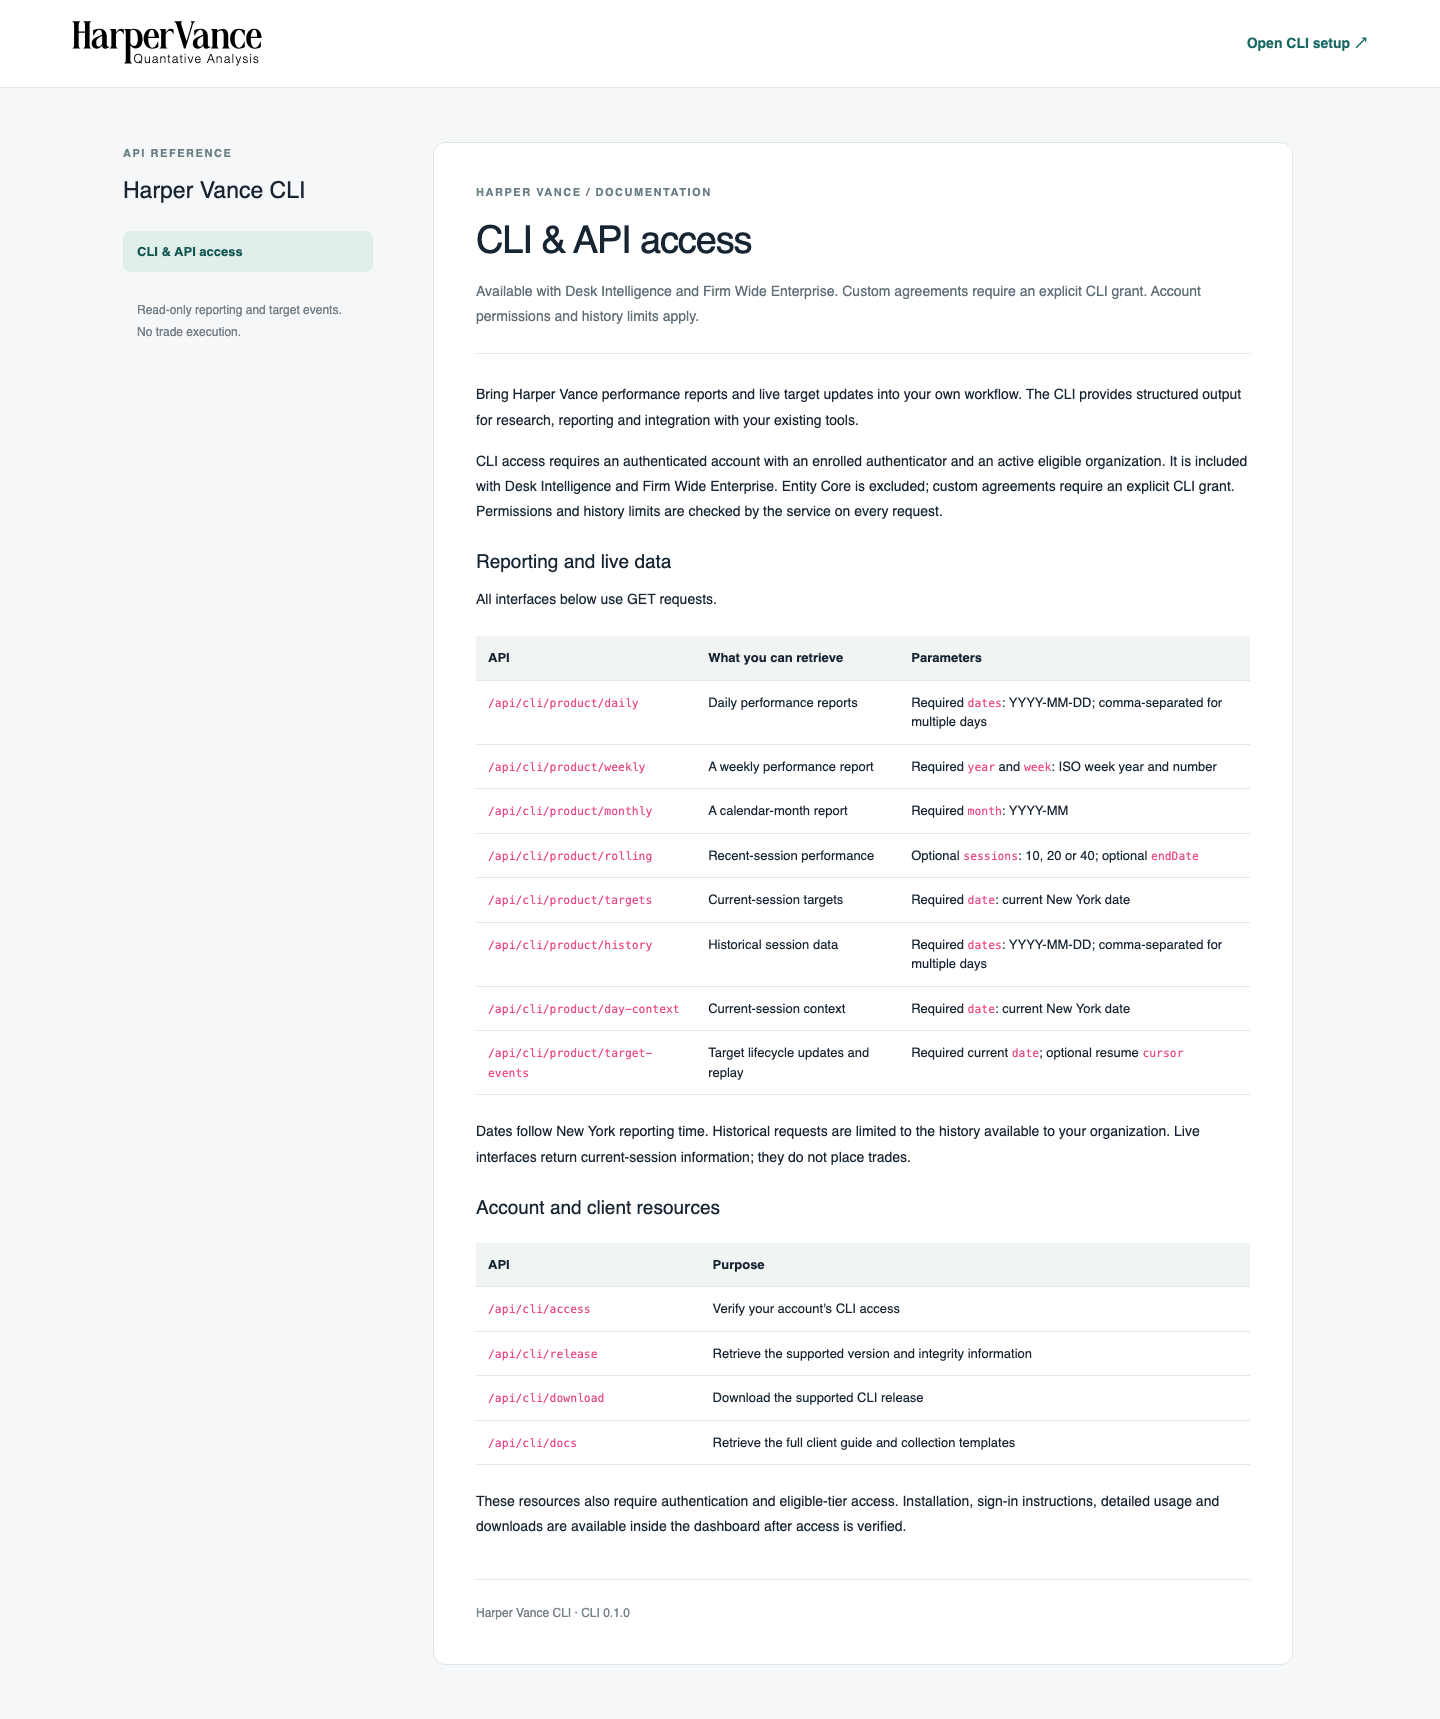 HarperVance
Quantative Analysis
Open CLI setup ↗
API REFERENCE
Harper Vance CLI
CLI & API access
Read-only reporting and target events.
No trade execution.
HARPER VANCE / DOCUMENTATION
CLI & API access
Available with Desk Intelligence and Firm Wide Enterprise. Custom agreements require an explicit CLI grant. Account
permissions and history limits apply.
Bring Harper Vance performance reports and live target updates into your own workflow. The CLI provides structured output
for research, reporting and integration with your existing tools.
CLI access requires an authenticated account with an enrolled authenticator and an active eligible organization. It is included
with Desk Intelligence and Firm Wide Enterprise. Entity Core is excluded; custom agreements require an explicit CLI grant.
Permissions and history limits are checked by the service on every request.
Reporting and live data
All interfaces below use GET requests.
API What you can retrieve Parameters
/api/cli/product/daily Daily performance reports Required dates: YYYY-MM-DD; comma-separated for
multiple days
/api/cli/product/weekly A weekly performance report Required year and week: ISO week year and number
/api/cli/product/monthly A calendar-month report Required month: YYYY-MM
/api/cli/product/rolling Recent-session performance Optional sessions: 10, 20 or 40; optional endDate
/api/cli/product/targets Current-session targets Required date: current New York date
/api/cli/product/history Historical session data Required dates: YYYY-MM-DD; comma-separated for
multiple days
/api/cli/product/day-context Current-session context Required date: current New York date
/api/cli/product/target- Target lifecycle updates and Required current date; optional resume cursor
events replay
Dates follow New York reporting time. Historical requests are limited to the history available to your organization. Live
interfaces return current-session information; they do not place trades.
Account and client resources
API Purpose
/api/cli/access Verify your account's CLI access
/api/cli/release Retrieve the supported version and integrity information
/api/cli/download Download the supported CLI release
/api/cli/docs Retrieve the full client guide and collection templates
These resources also require authentication and eligible-tier access. Installation, sign-in instructions, detailed usage and
downloads are available inside the dashboard after access is verified.
Harper Vance CLI · CLI 0.1.0